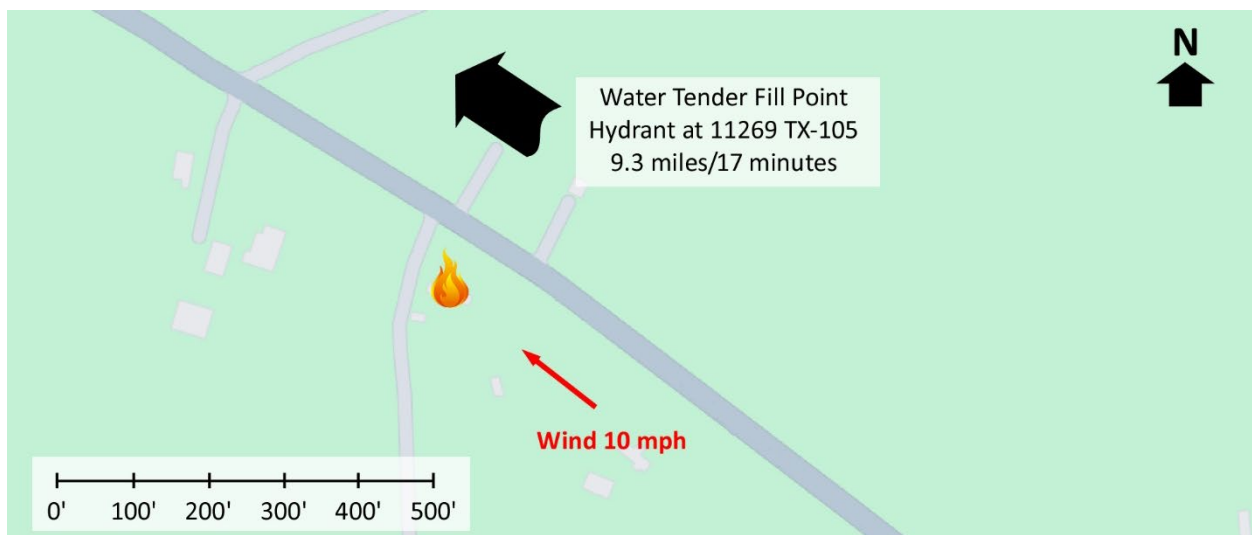 N
Water Tender Fill Point
Hydrant at 11269 TX-105
9.3 miles/17 minutes
Wind 10 mph
0' 100' 200' 300' 400' 500'